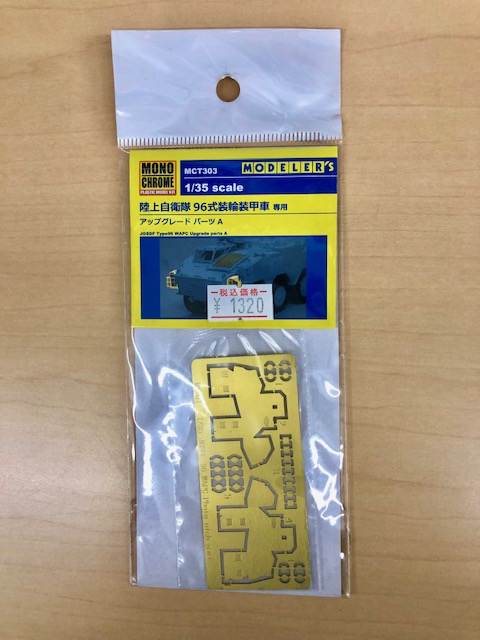 MONO
CHROME
PLASTIC MODEL KIT
MCT303
MODELER's
1/35 scale
陸上自衛隊 96式装輪装甲車 専用
アップグレード パーツ A
JGSDF Type96 WAPC Upgrade parts A
税込価格
¥ 1320